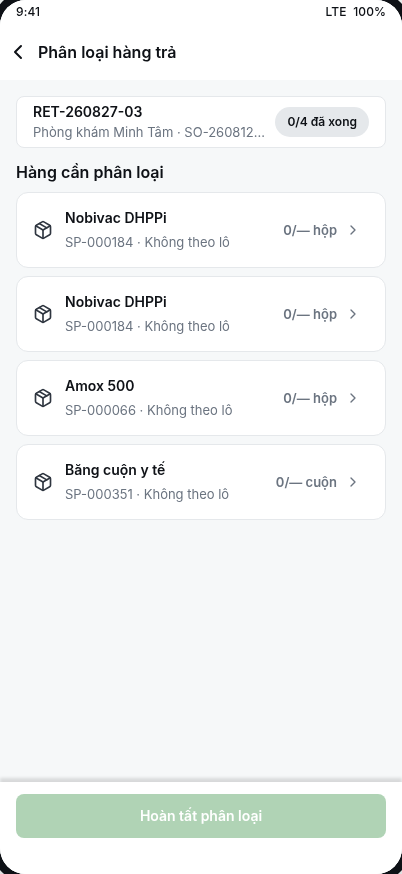 9:41 LTE 100%
Phân loại hàng trả
RET-260827-03
Phòng khám Minh Tâm · SO-260812...
0/4 đã xong
Hàng cần phân loại
Nobivac DHPPi
SP-000184 · Không theo lô
0/— hộp
Nobivac DHPPi
SP-000184 · Không theo lô
0/— hộp
Amox 500
SP-000066 · Không theo lô
0/— hộp
Băng cuộn y tế
SP-000351 · Không theo lô
0/— cuộn
Hoàn tất phân loại